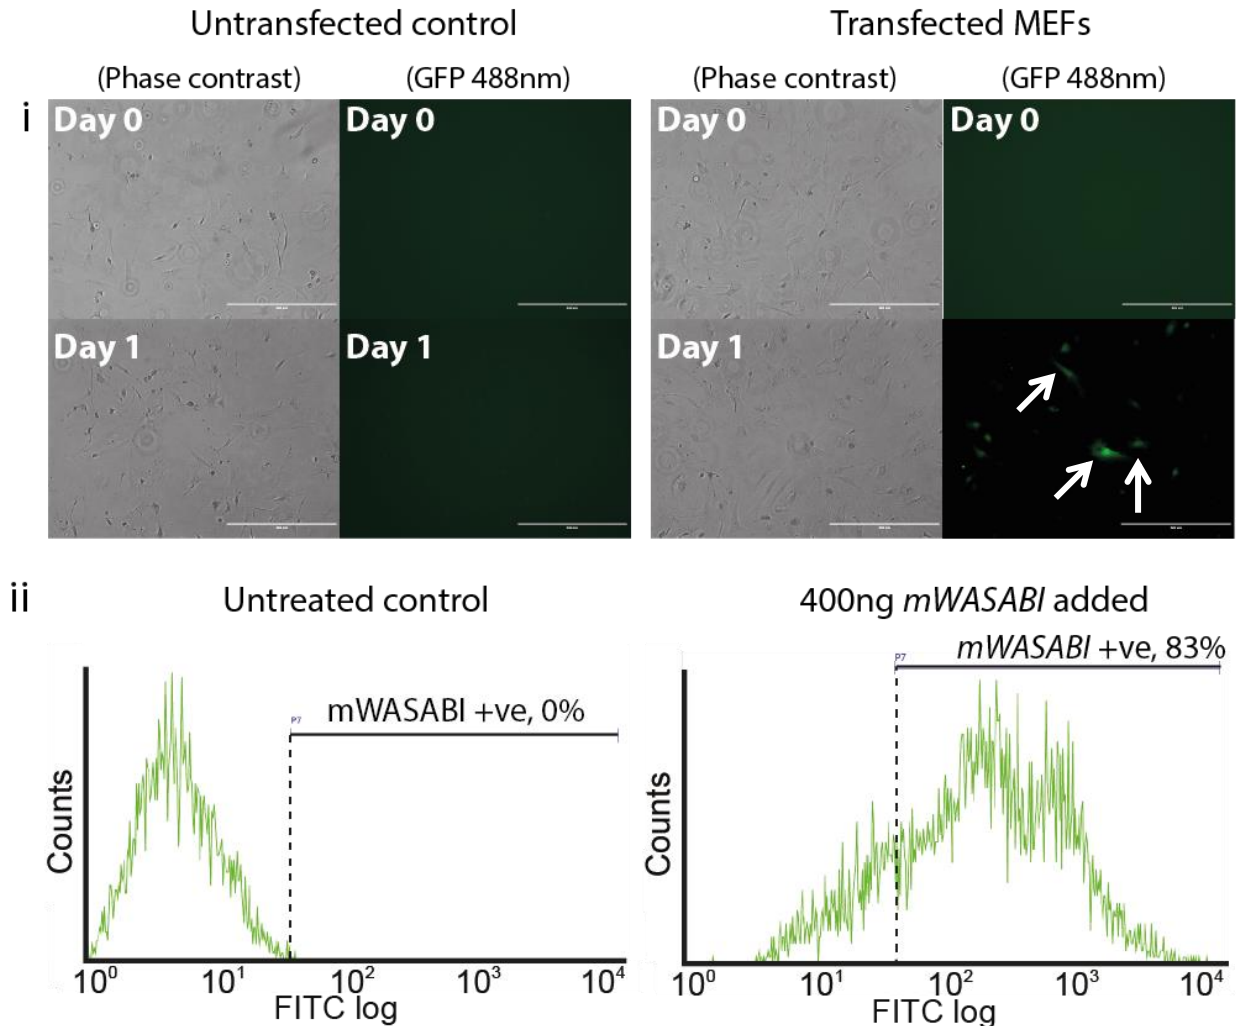 Untransfected control
Transfected MEFs
(Phase contrast)
(GFP 488nm)
(Phase contrast)
(GFP 488nm)
i
Day 0
Day 0
Day 0
Day 0
Day 1
Day 1
Day 1
ii
Untreated control
400ng mWASABI added
P7
mWASABI +ve, 0%
P7
mWASABI +ve, 83%
Counts
10⁰ 10¹ 10² 10³ 10⁴
FITC log
Counts
10⁰ 10¹ 10² 10³ 10⁴
FITC log